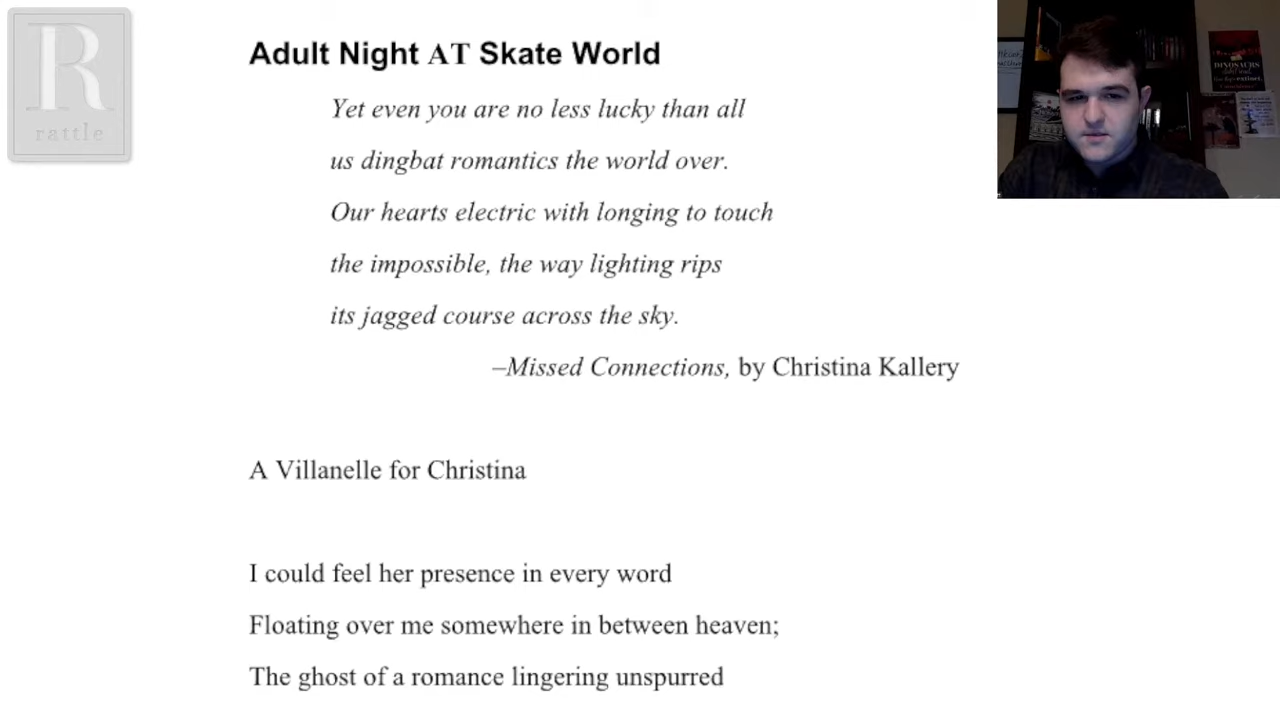 R
rattle
Adult Night AT Skate World
Yet even you are no less lucky than all
us dingbat romantics the world over.
Our hearts electric with longing to touch
the impossible, the way lighting rips
its jagged course across the sky.
–Missed Connections, by Christina Kallery
A Villanelle for Christina
I could feel her presence in every word
Floating over me somewhere in between heaven;
The ghost of a romance lingering unspurred
DINOSAURS